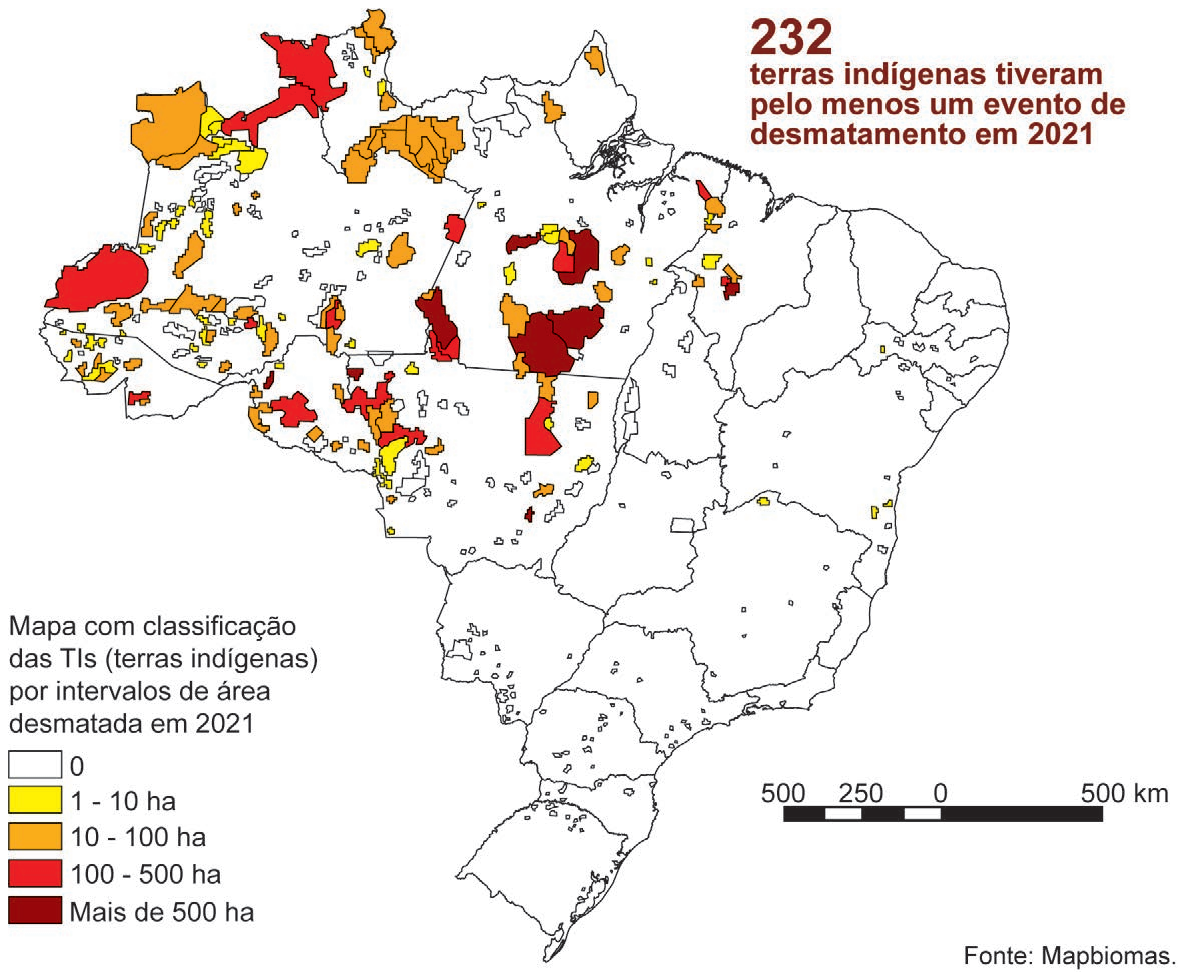 232
terras indígenas tiveram
pelo menos um evento de
desmatamento em 2021
Mapa com classificação
das TIs (terras indígenas)
por intervalos de área
desmatada em 2021
0
1 - 10 ha
10 - 100 ha
100 - 500 ha
Mais de 500 ha
500 250 0 500 km
Fonte: Mapbiomas.